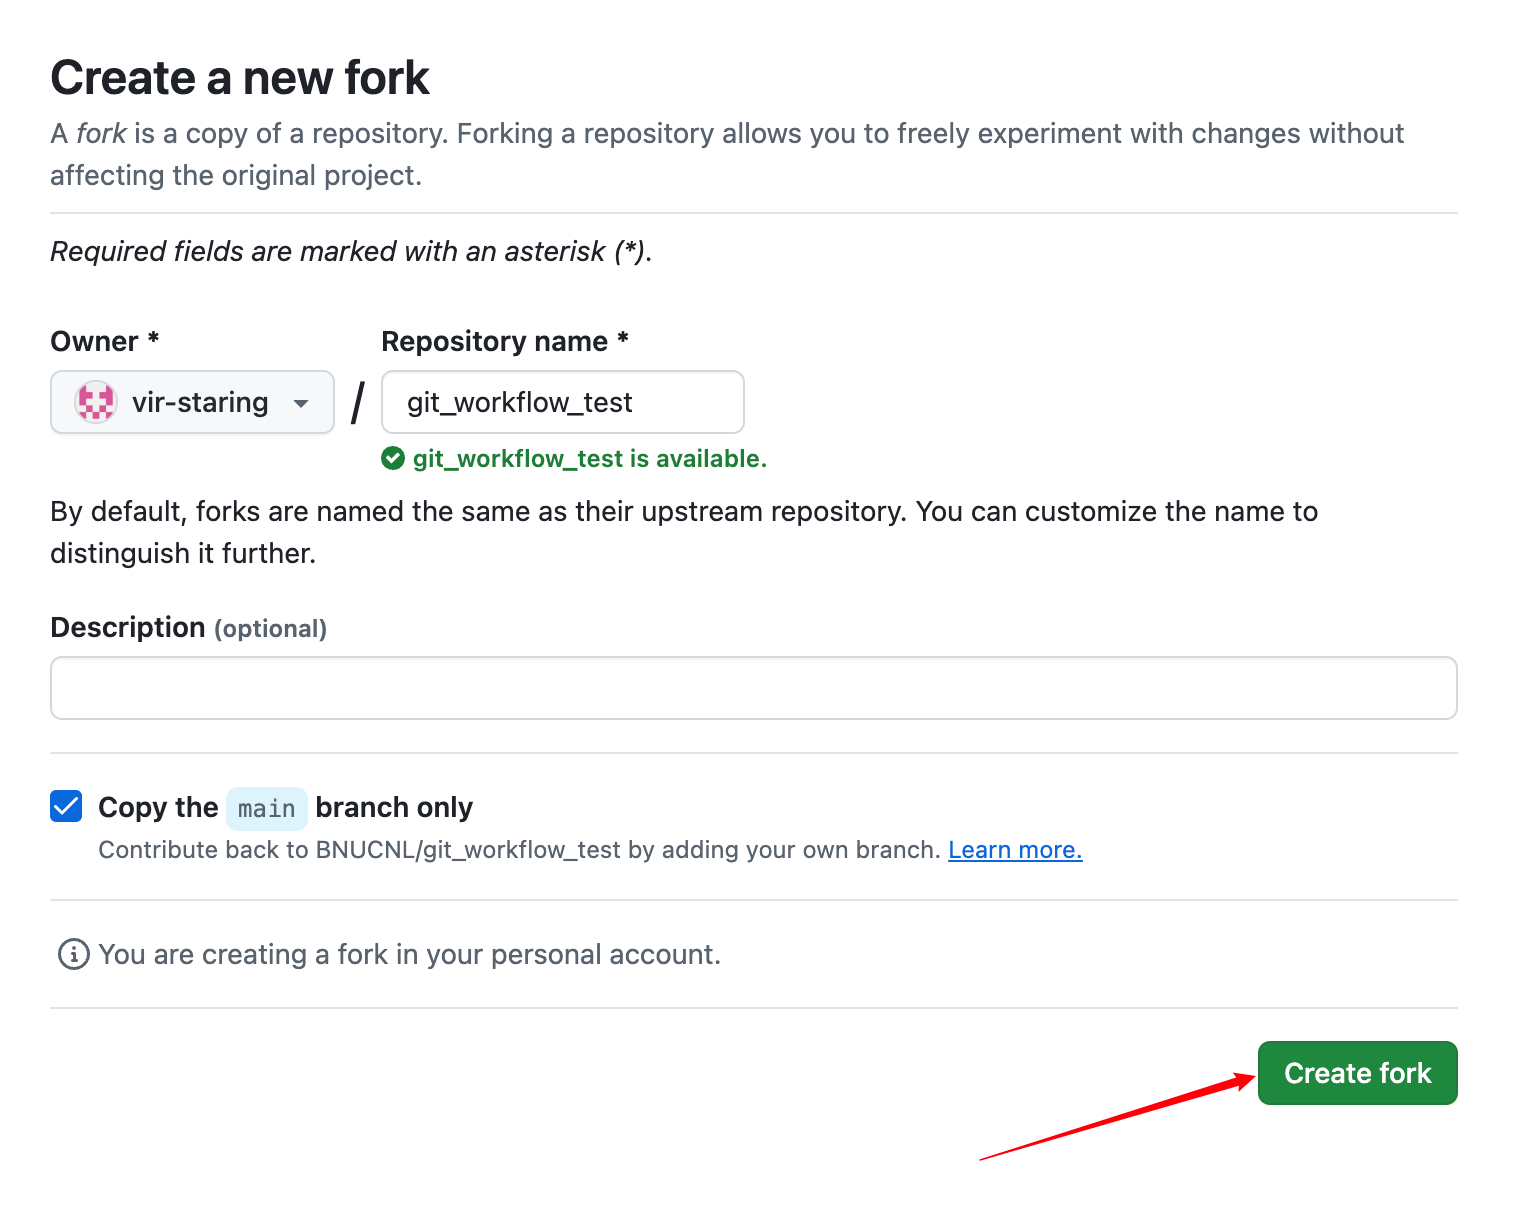 Create a new fork
A fork is a copy of a repository. Forking a repository allows you to freely experiment with changes without
affecting the original project.
Required fields are marked with an asterisk (*).
Owner * Repository name *
vir-staring / git_workflow_test
git_workflow_test is available.
By default, forks are named the same as their upstream repository. You can customize the name to
distinguish it further.
Description (optional)
Copy the main branch only
Contribute back to BNUCNL/git_workflow_test by adding your own branch. Learn more.
You are creating a fork in your personal account.
Create fork